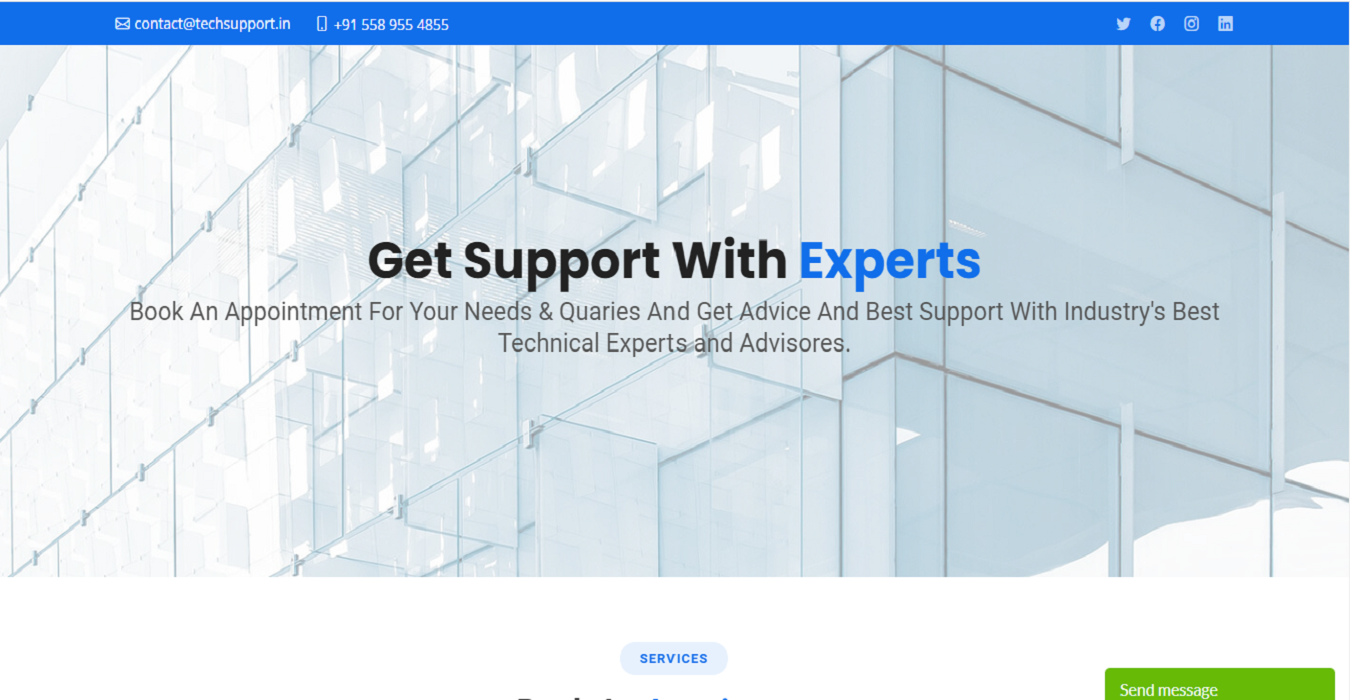 contact@techsupport.in +91 558 955 4855
Get Support With Experts
Book An Appointment For Your Needs & Quaries And Get Advice And Best Support With Industry's Best
Technical Experts and Advisores.
SERVICES
Send message